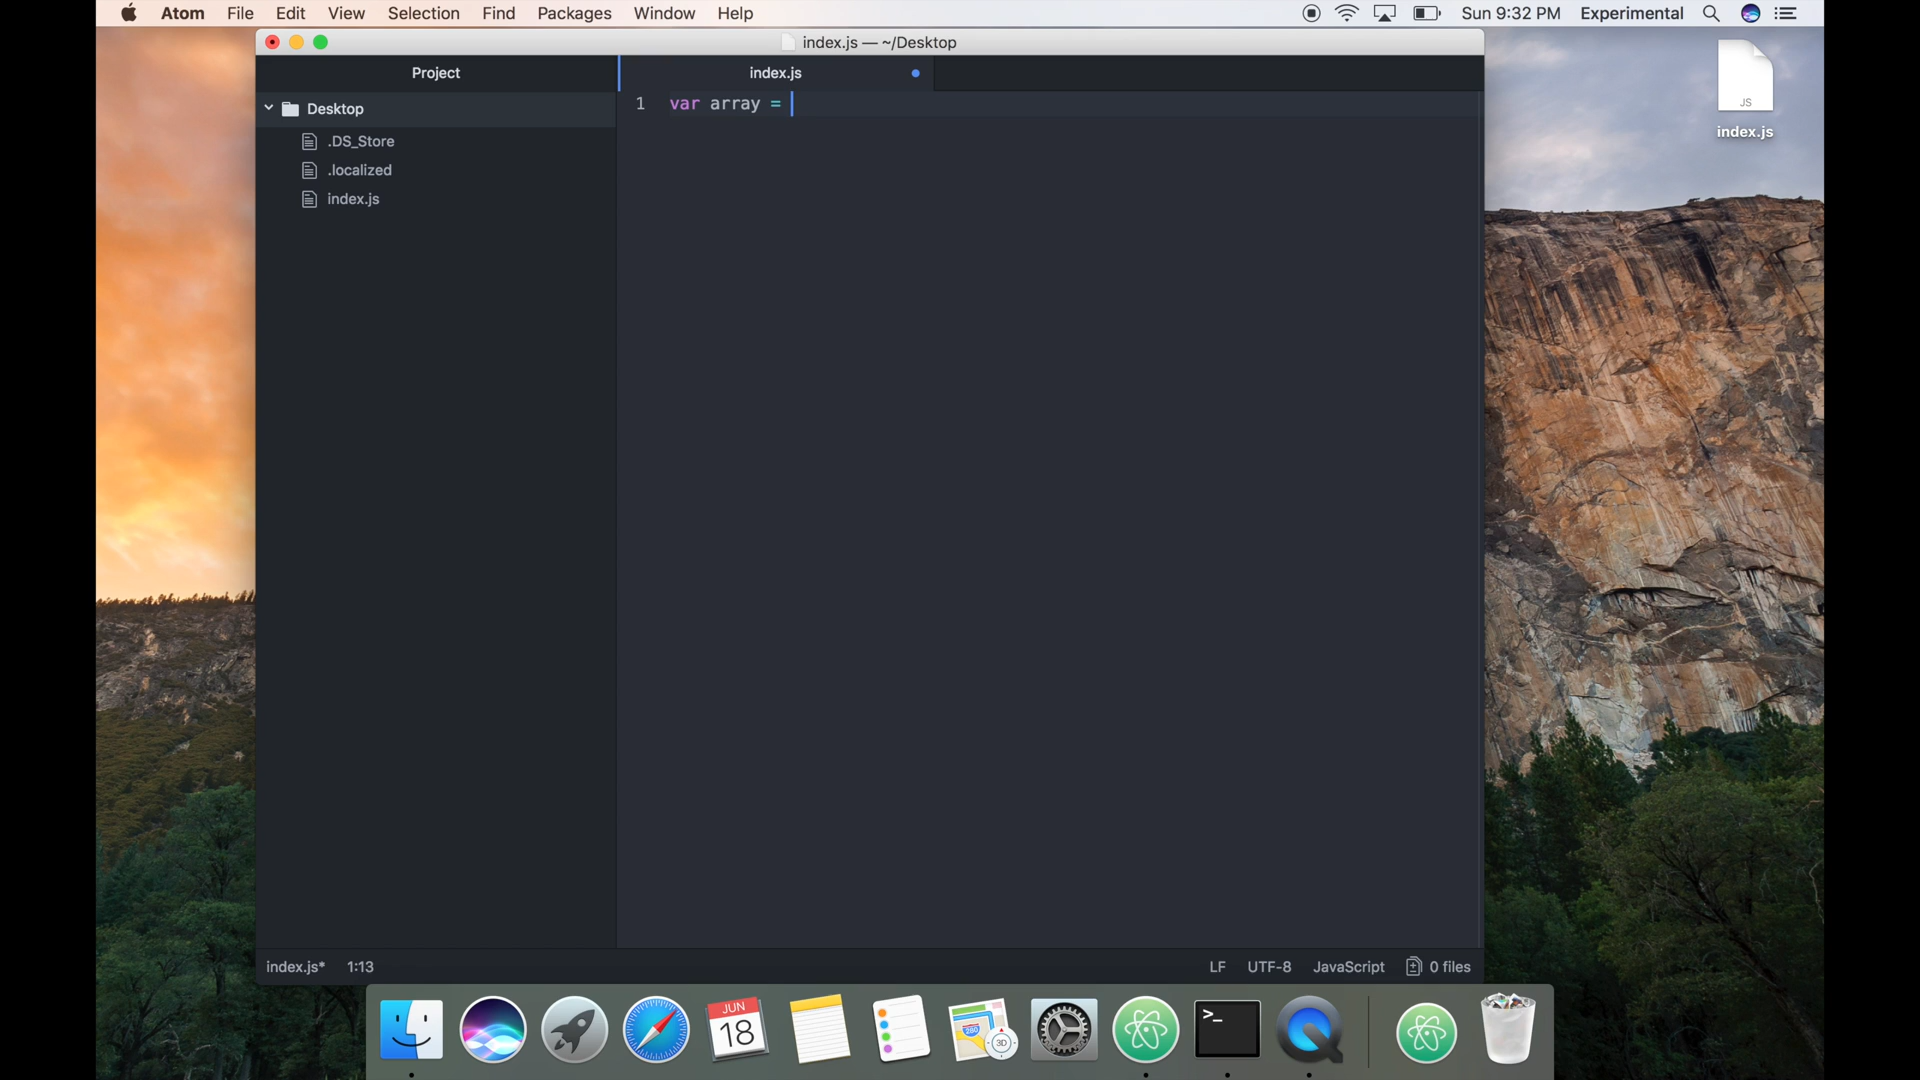 Atom File Edit View Selection Find Packages Window Help Sun 9:32 PM Experimental
index.js — ~/Desktop
Project
index.js
Desktop
.DS_Store
.localized
index.js
1 var array =
JS
index.js
index.js* 1:13 LF UTF-8 JavaScript 0 files
JUN
18
280
3D
>_